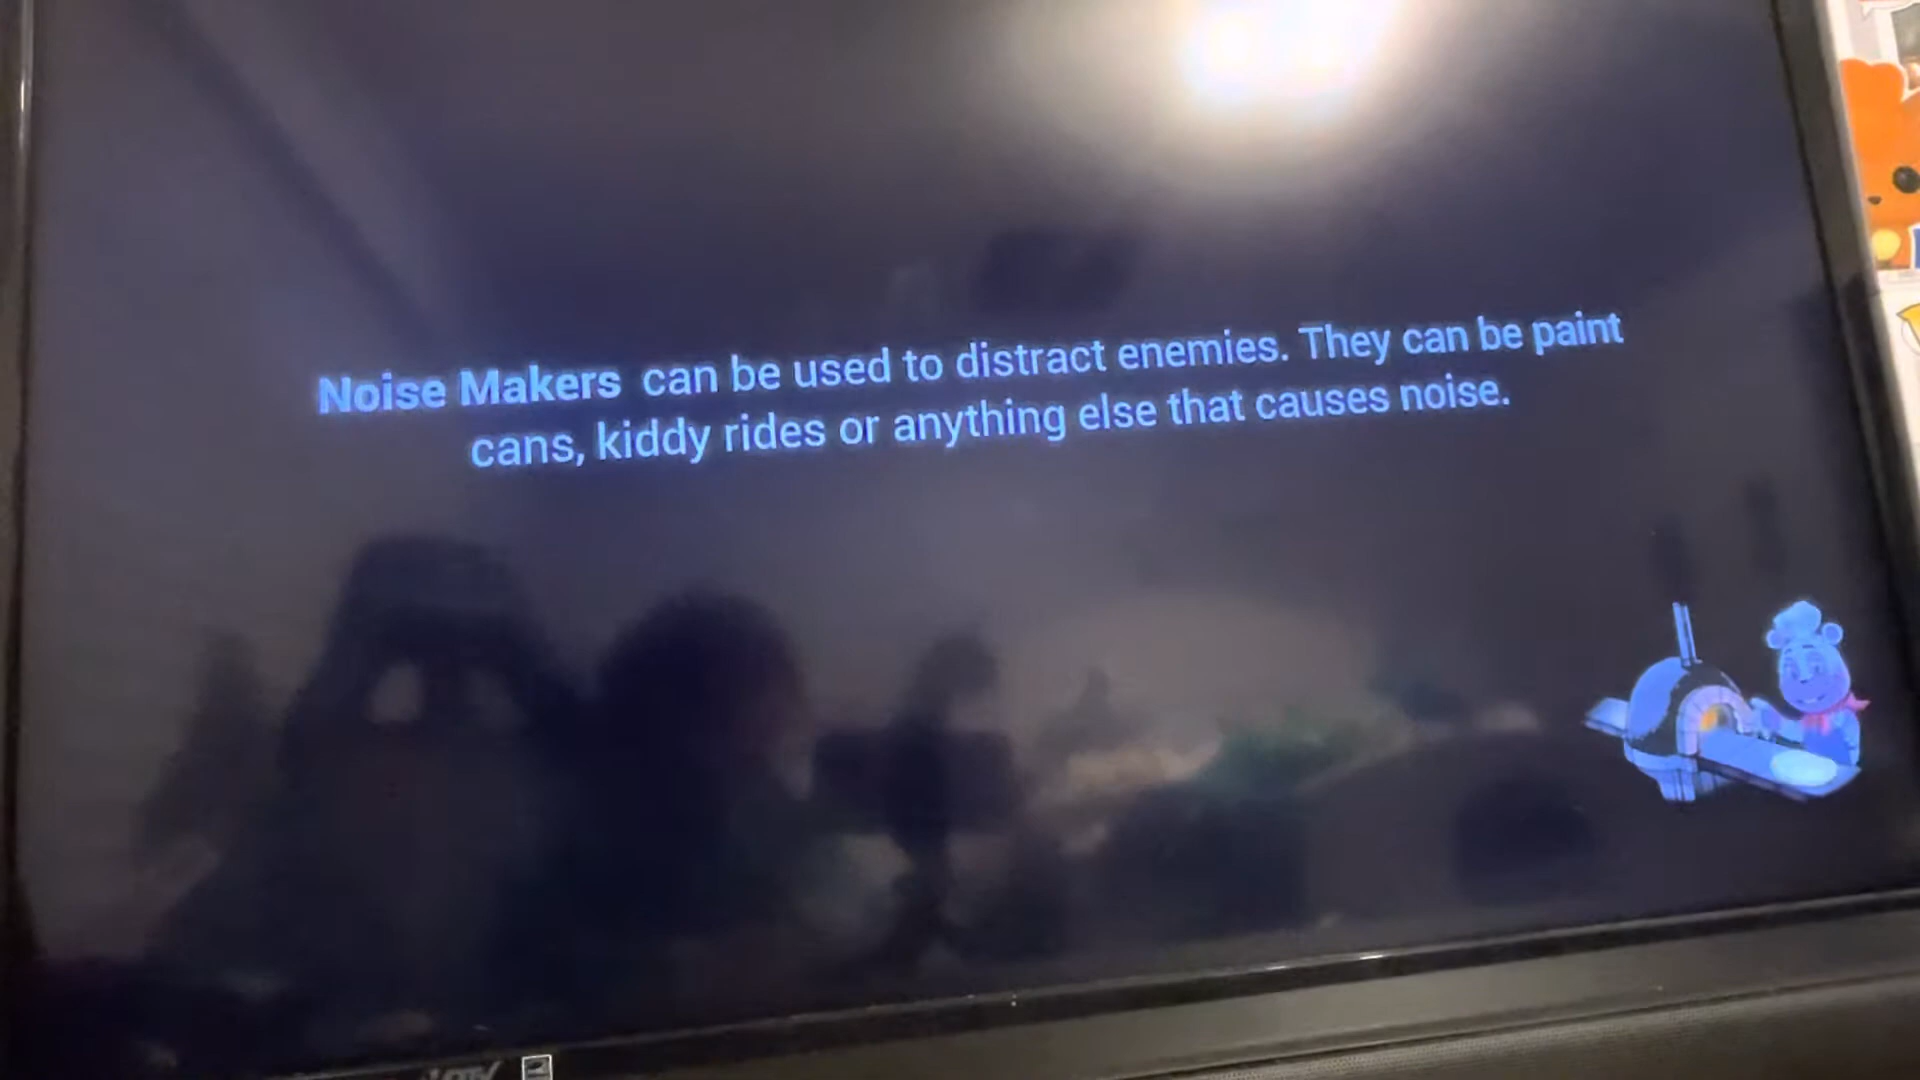 Noise Makers can be used to distract enemies. They can be paint
cans, kiddy rides or anything else that causes noise.